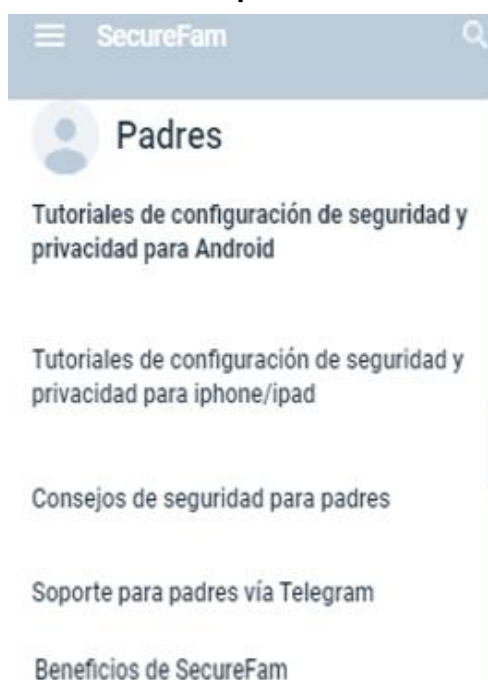 SecureFam
Padres
Tutoriales de configuración de seguridad y
privacidad para Android
Tutoriales de configuración de seguridad y
privacidad para iphone/ipad
Consejos de seguridad para padres
Soporte para padres vía Telegram
Beneficios de SecureFam